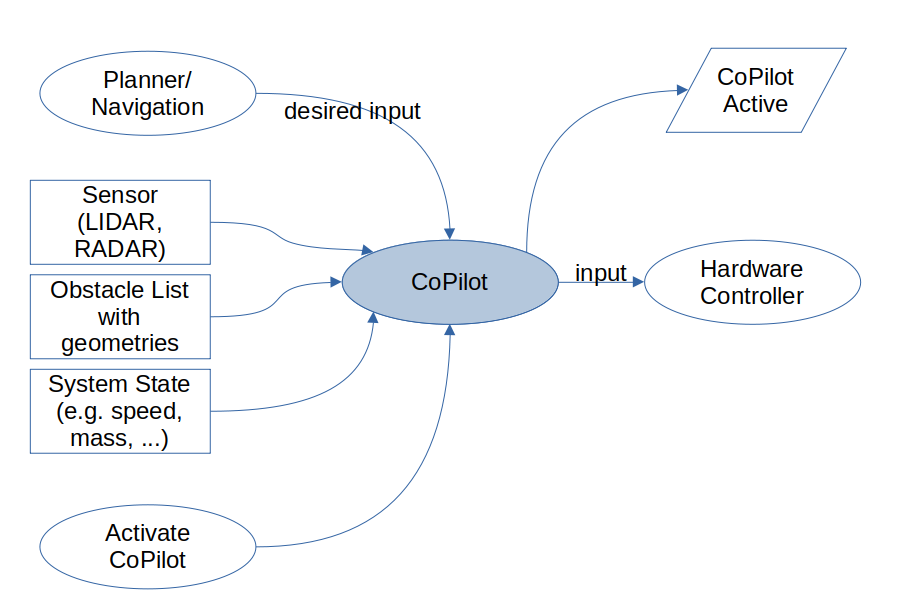 Planner/
Navigation
desired input
CoPilot
Active
Sensor
(LIDAR,
RADAR)
Obstacle List
with
geometries
System State
(e.g. speed,
mass, ...)
CoPilot
input
Hardware
Controller
Activate
CoPilot